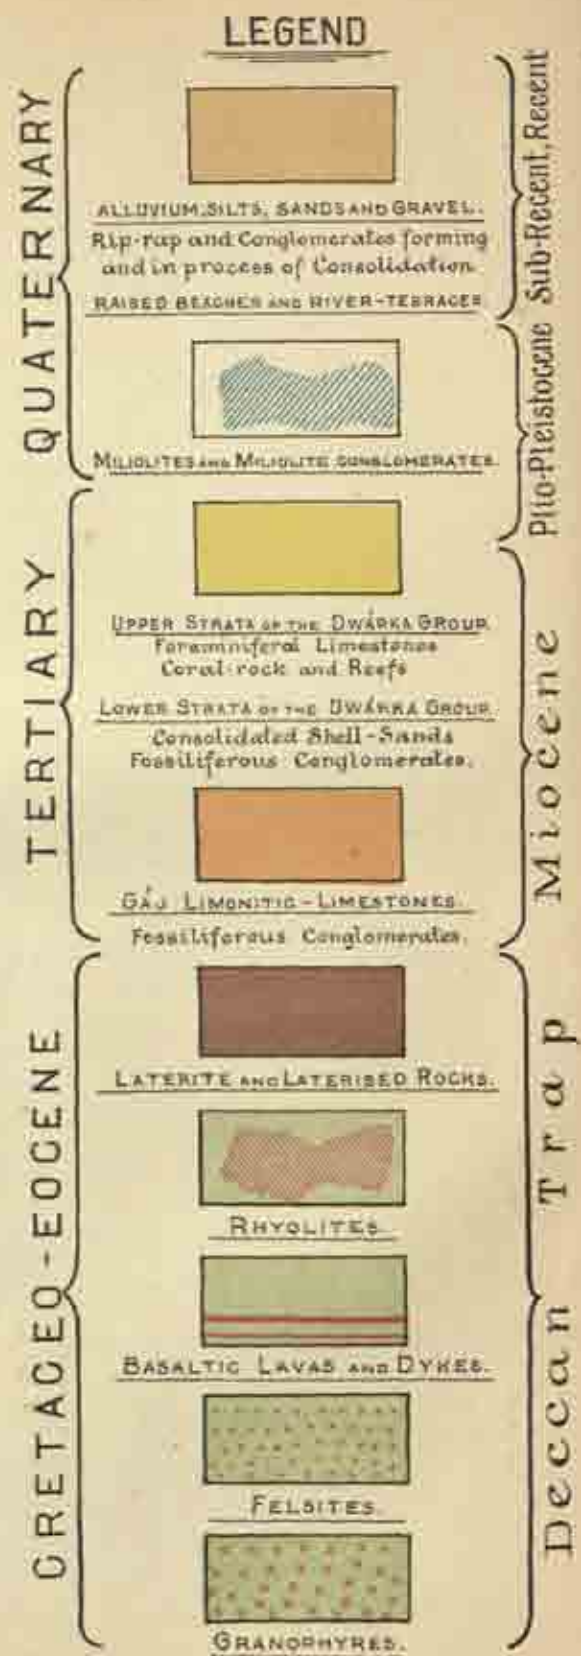 LEGEND
QUATERNARY
ALLUVIUM, SILTS, SANDS AND GRAVEL.
Rip-rap and Conglomerates forming
and in process of Consolidation
RAISED BEACHES AND RIVER-TERRACES
Sub-Recent, Recent
MILIOLITES AND MILIOLITE CONGLOMERATES.
Plio-Pleistocene
TERTIARY
UPPER STRATA OF THE DWÁRKA GROUP.
Foraminiferal Limestones
Coral-rock and Reefs
LOWER STRATA OF THE DWÁRKA GROUP
Consolidated Shell-Sands
Fossiliferous Conglomerates.
GÁJ LIMONITIC-LIMESTONES.
Fossiliferous Conglomerates.
Miocene
CRETACEO-EOCENE
LATERITE AND LATERISED ROCKS.
RHYOLITES.
BASALTIC LAVAS AND DYKES.
FELSITES.
GRANOPHYRES.
Deccan Trap